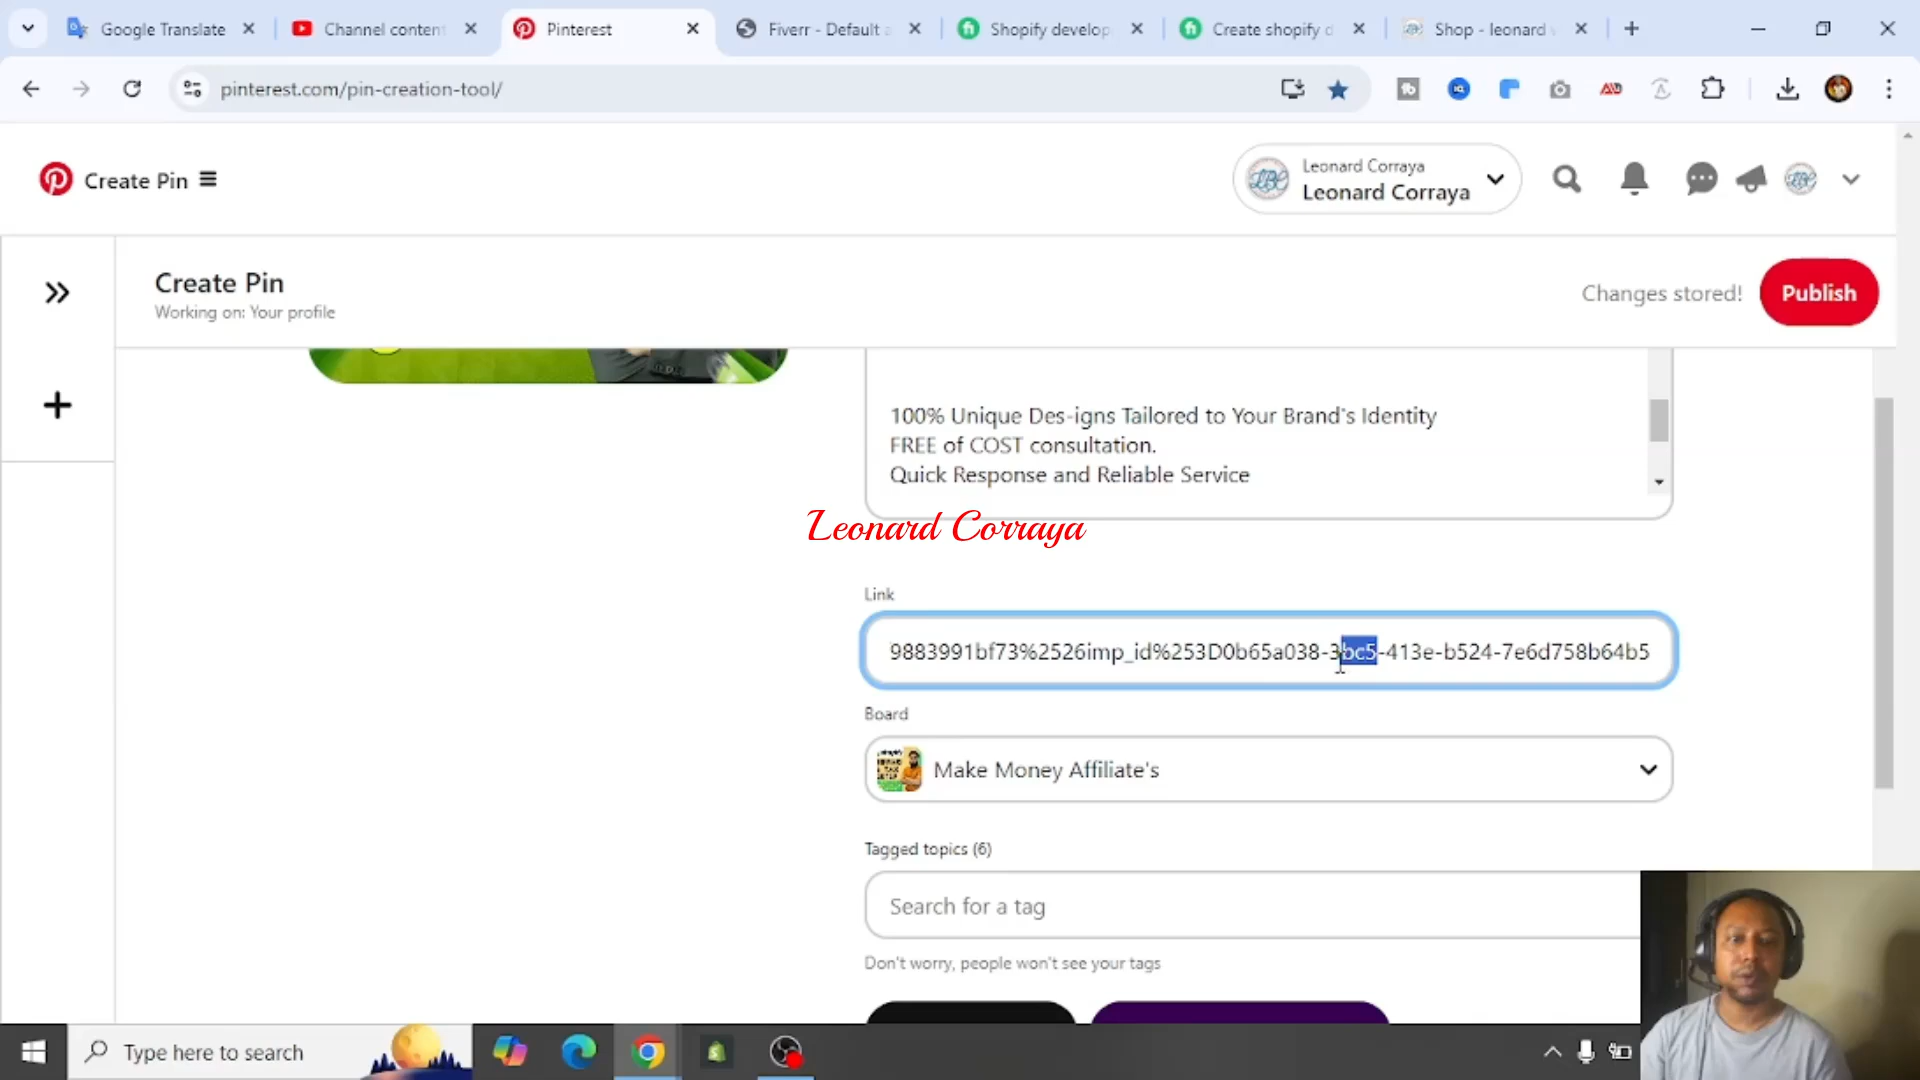 Google Translate
Channel content
Pinterest
Fiverr - Default a
Shopify develop
Create shopify d
Shop - leonard
pinterest.com/pin-creation-tool/
Create Pin
Leonard Corraya
Leonard Corraya
Create Pin
Working on: Your profile
Changes stored!
Publish
100% Unique Des-igns Tailored to Your Brand's Identity
FREE of COST consultation.
Quick Response and Reliable Service
Leonard Corraya
Link
9883991bf73%2526imp_id%253D0b65a038-3bc5-413e-b524-7e6d758b64b5
Board
Make Money Affiliate's
Tagged topics (6)
Search for a tag
Don't worry, people won't see your tags
Type here to search